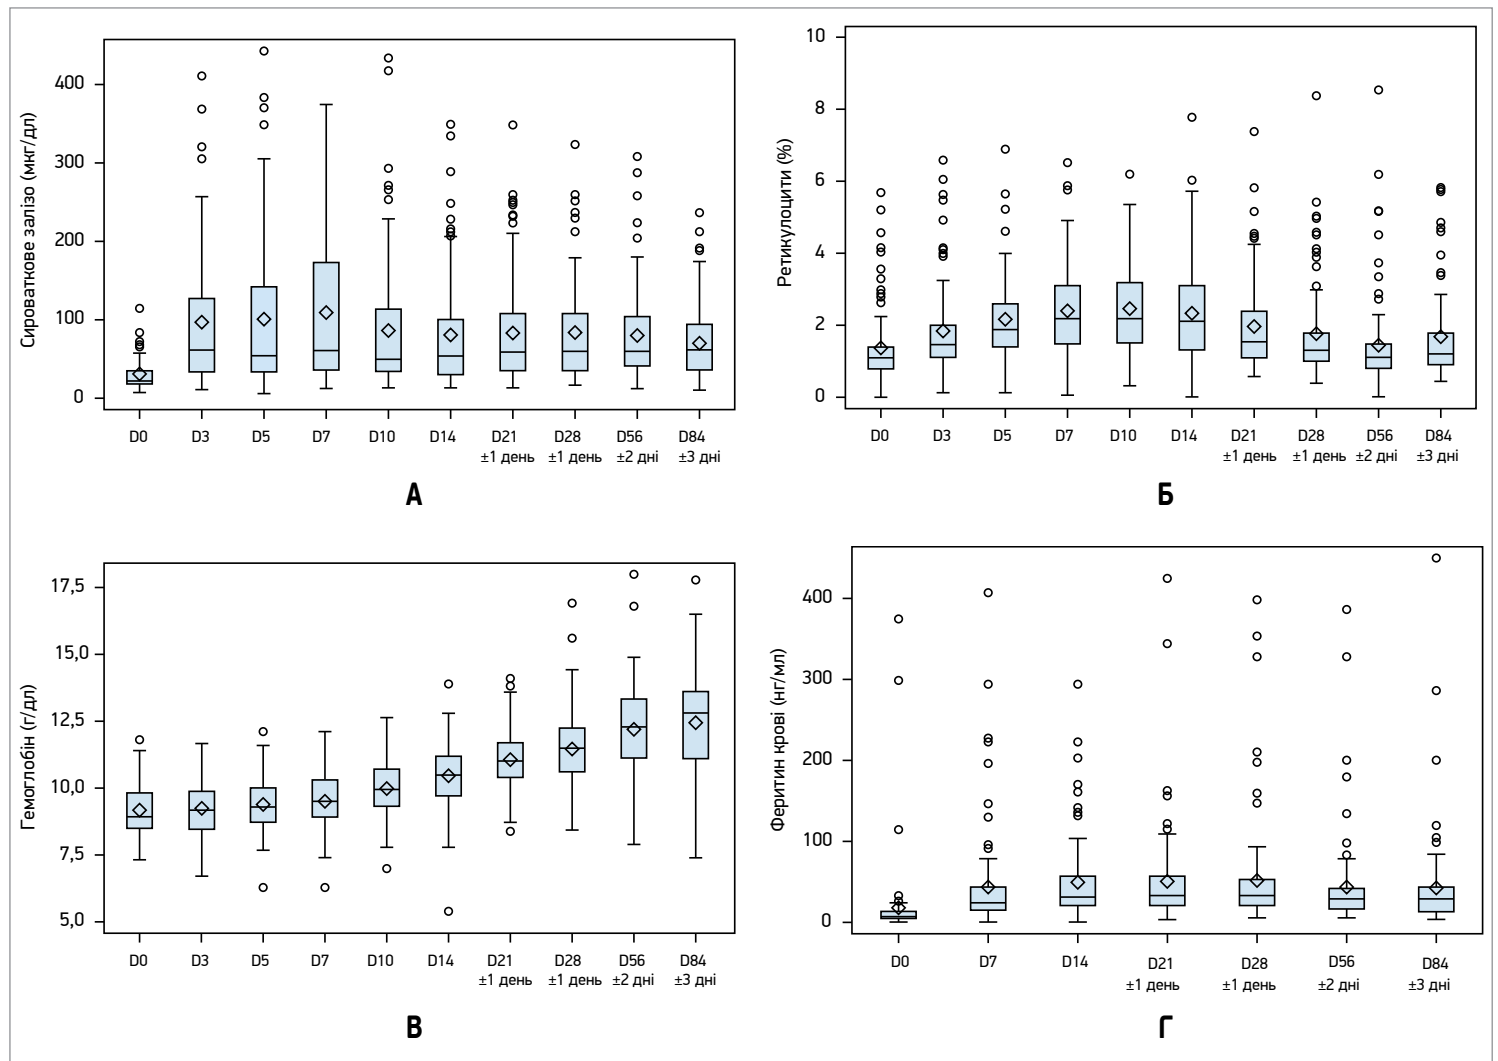 Сироваткове залізо (мкг/дл)
400
300
200
100
0
D0 D3 D5 D7 D10 D14 D21 D28 D56 D84
±1 день ±1 день ±2 дні ±3 дні
А
Ретикулоцити (%)
10
8
6
4
2
0
D0 D3 D5 D7 D10 D14 D21 D28 D56 D84
±1 день ±1 день ±2 дні ±3 дні
Б
Гемоглобін (г/дл)
17,5
15,0
12,5
10,0
7,5
5,0
D0 D3 D5 D7 D10 D14 D21 D28 D56 D84
±1 день ±1 день ±2 дні ±3 дні
В
Феритин крові (нг/мл)
400
300
200
100
0
D0 D7 D14 D21 D28 D56 D84
±1 день ±1 день ±2 дні ±3 дні
Г